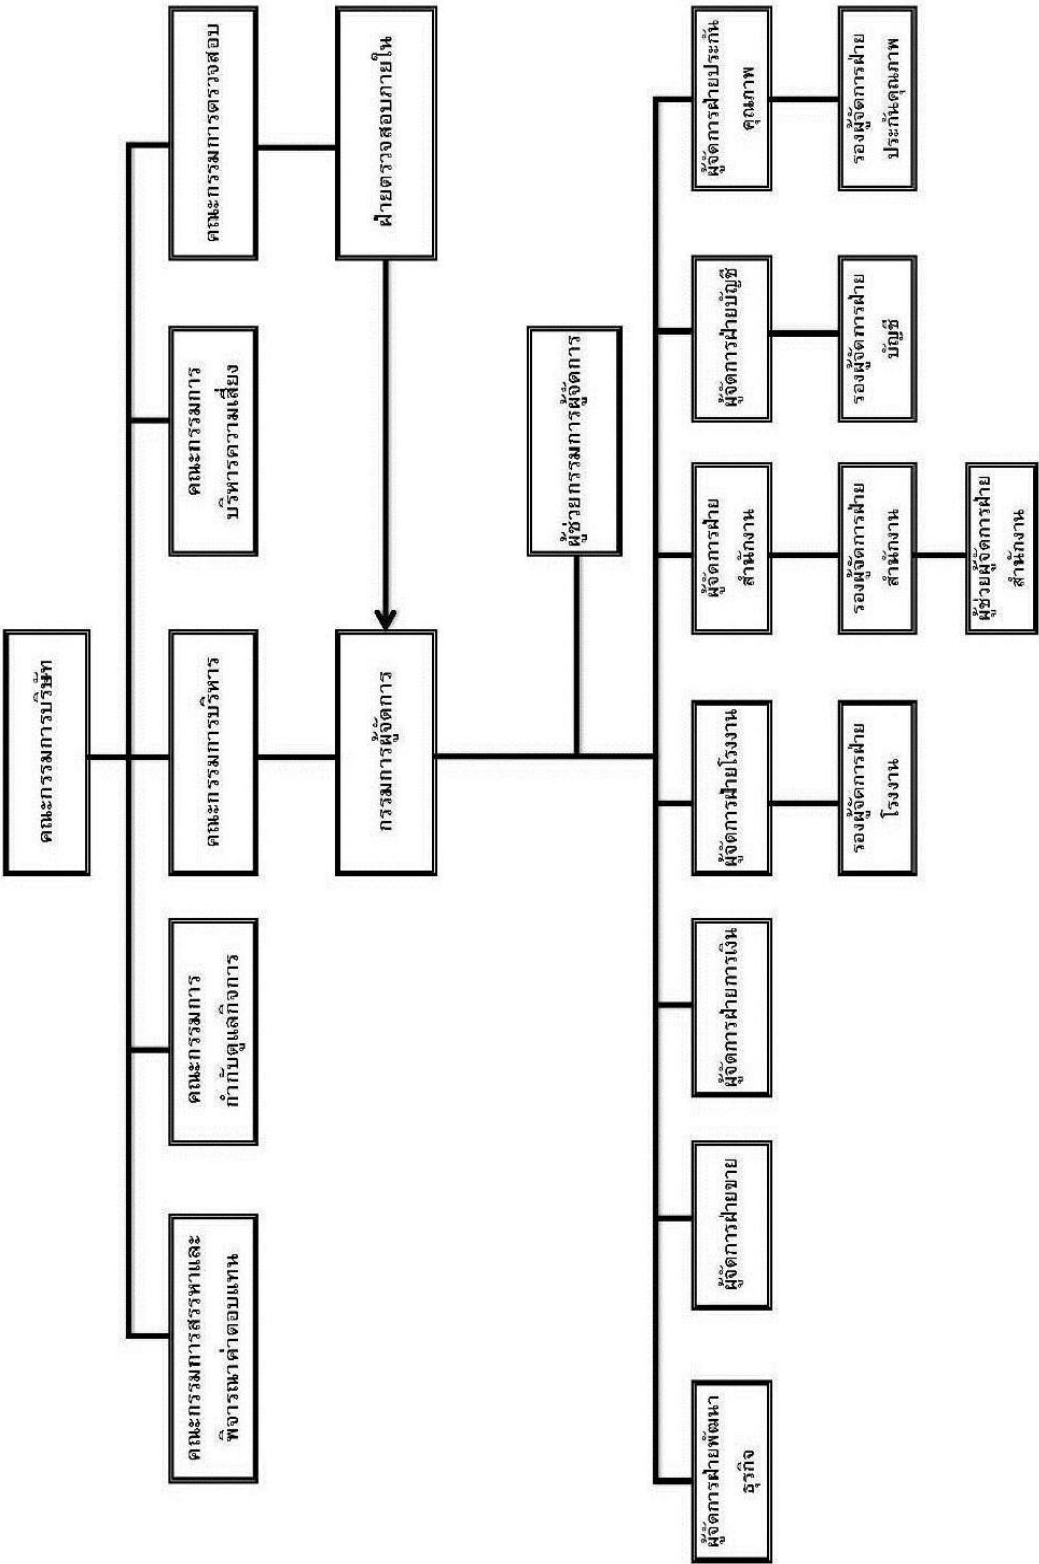 คณะกรรมการบริษัท
คณะกรรมการสรรหาและ
พิจารณาค่าตอบแทน
คณะกรรมการ
กำกับดูแลกิจการ
คณะกรรมการบริหาร
คณะกรรมการ
บริหารความเสี่ยง
คณะกรรมการตรวจสอบ
กรรมการผู้จัดการ
ฝ่ายตรวจสอบภายใน
ผู้ช่วยกรรมการผู้จัดการ
ผู้จัดการฝ่ายพัฒนา
ธุรกิจ
ผู้จัดการฝ่ายขาย
ผู้จัดการฝ่ายการเงิน
ผู้จัดการฝ่ายโรงงาน
ผู้จัดการฝ่าย
สำนักงาน
ผู้จัดการฝ่ายบัญชี
ผู้จัดการฝ่ายประกัน
คุณภาพ
รองผู้จัดการฝ่าย
โรงงาน
รองผู้จัดการฝ่าย
สำนักงาน
รองผู้จัดการฝ่าย
บัญชี
รองผู้จัดการฝ่าย
ประกันคุณภาพ
ผู้ช่วยผู้จัดการฝ่าย
สำนักงาน